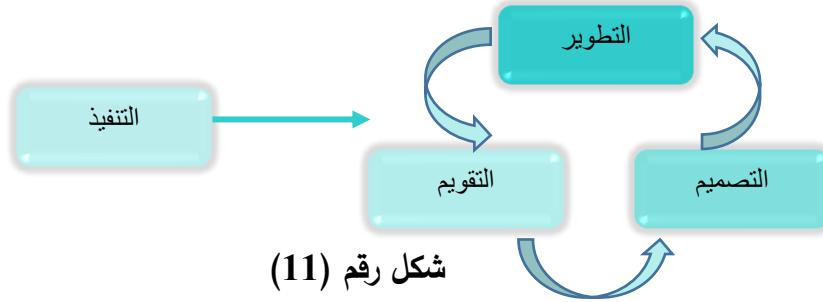 التطوير
التنفيذ
التقويم
التصميم
شكل رقم (11)